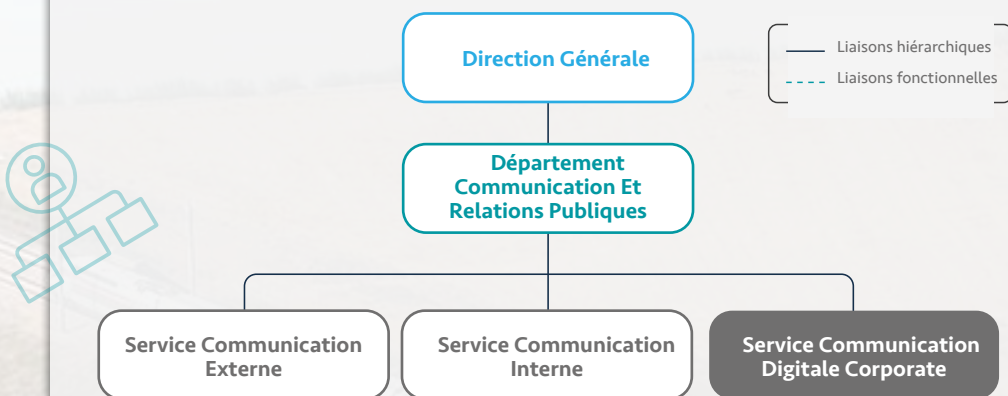 Direction Générale
Liaisons hiérarchiques
Liaisons fonctionnelles
Département
Communication Et
Relations Publiques
Service Communication
Externe
Service Communication
Interne
Service Communication
Digitale Corporate